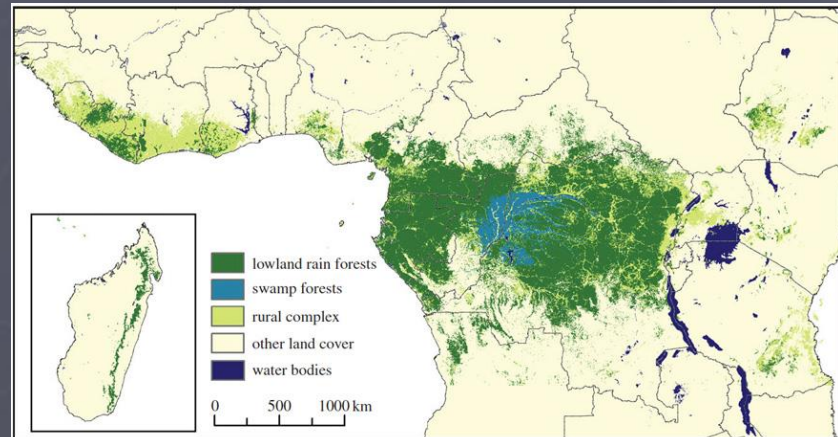 lowland rain forests
swamp forests
rural complex
other land cover
water bodies
0 500 1000 km